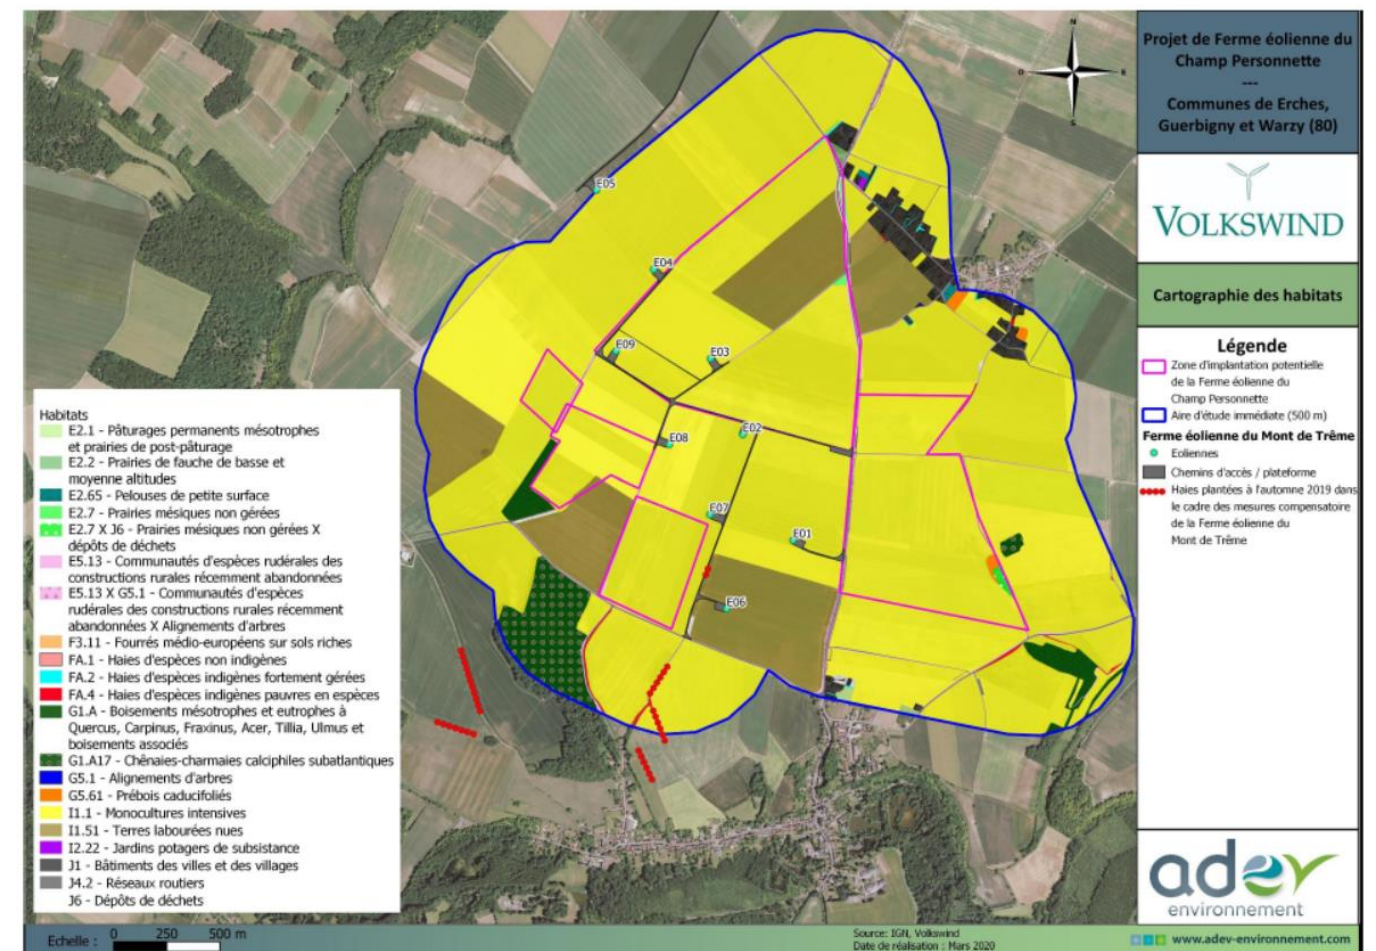 N
O
E
S
E05
E04
E09
E03
E02
E08
E07
E01
E06
Habitats
E2.1 - Pâturages permanents mésotrophes
et prairies de post-pâturage
E2.2 - Prairies de fauche de basse et
moyenne altitudes
E2.65 - Pelouses de petite surface
E2.7 - Prairies mésiques non gérées
E2.7 X J6 - Prairies mésiques non gérées X
dépôts de déchets
E5.13 - Communautés d'espèces rudérales des
constructions rurales récemment abandonnées
E5.13 X G5.1 - Communautés d'espèces
rudérales des constructions rurales récemment
abandonnées X Alignements d'arbres
F3.11 - Fourrés médio-européens sur sols riches
FA.1 - Haies d'espèces non indigènes
FA.2 - Haies d'espèces indigènes fortement gérées
FA.4 - Haies d'espèces indigènes pauvres en espèces
G1.A - Boisements mésotrophes et eutrophes à
Quercus, Carpinus, Fraxinus, Acer, Tillia, Ulmus et
boisements associés
G1.A17 - Chênaies-charmaies calciphiles subatlantiques
G5.1 - Alignements d'arbres
G5.61 - Prébois caducifoliés
I1.1 - Monocultures intensives
I1.51 - Terres labourées nues
I2.22 - Jardins potagers de subsistance
J1 - Bâtiments des villes et des villages
J4.2 - Réseaux routiers
J6 - Dépôts de déchets
Echelle : 0 250 500 m
Source: IGN, Volkswind
Date de réalisation : Mars 2020
Projet de Ferme éolienne du
Champ Personnette
---
Communes de Erches,
Guerbigny et Warzy (80)
VOLKSWIND
Cartographie des habitats
Légende
Zone d'implantation potentielle
de la Ferme éolienne du
Champ Personnette
Aire d'étude immédiate (500 m)
Ferme éolienne du Mont de Trême
Eoliennes
Chemins d'accès / plateforme
Haies plantées à l'automne 2019 dans
le cadre des mesures compensatoire
de la Ferme éolienne du
Mont de Trême
adev
environnement
www.adev-environnement.com